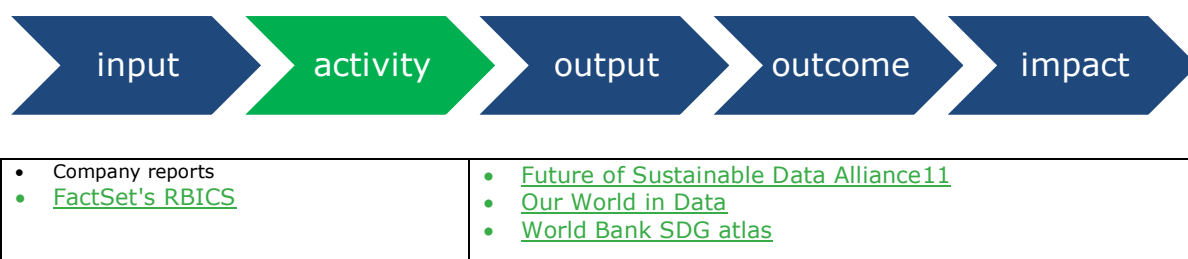 input
activity
output
outcome
impact
• Company reports
• FactSet's RBICS
• Future of Sustainable Data Alliance11
• Our World in Data
• World Bank SDG atlas